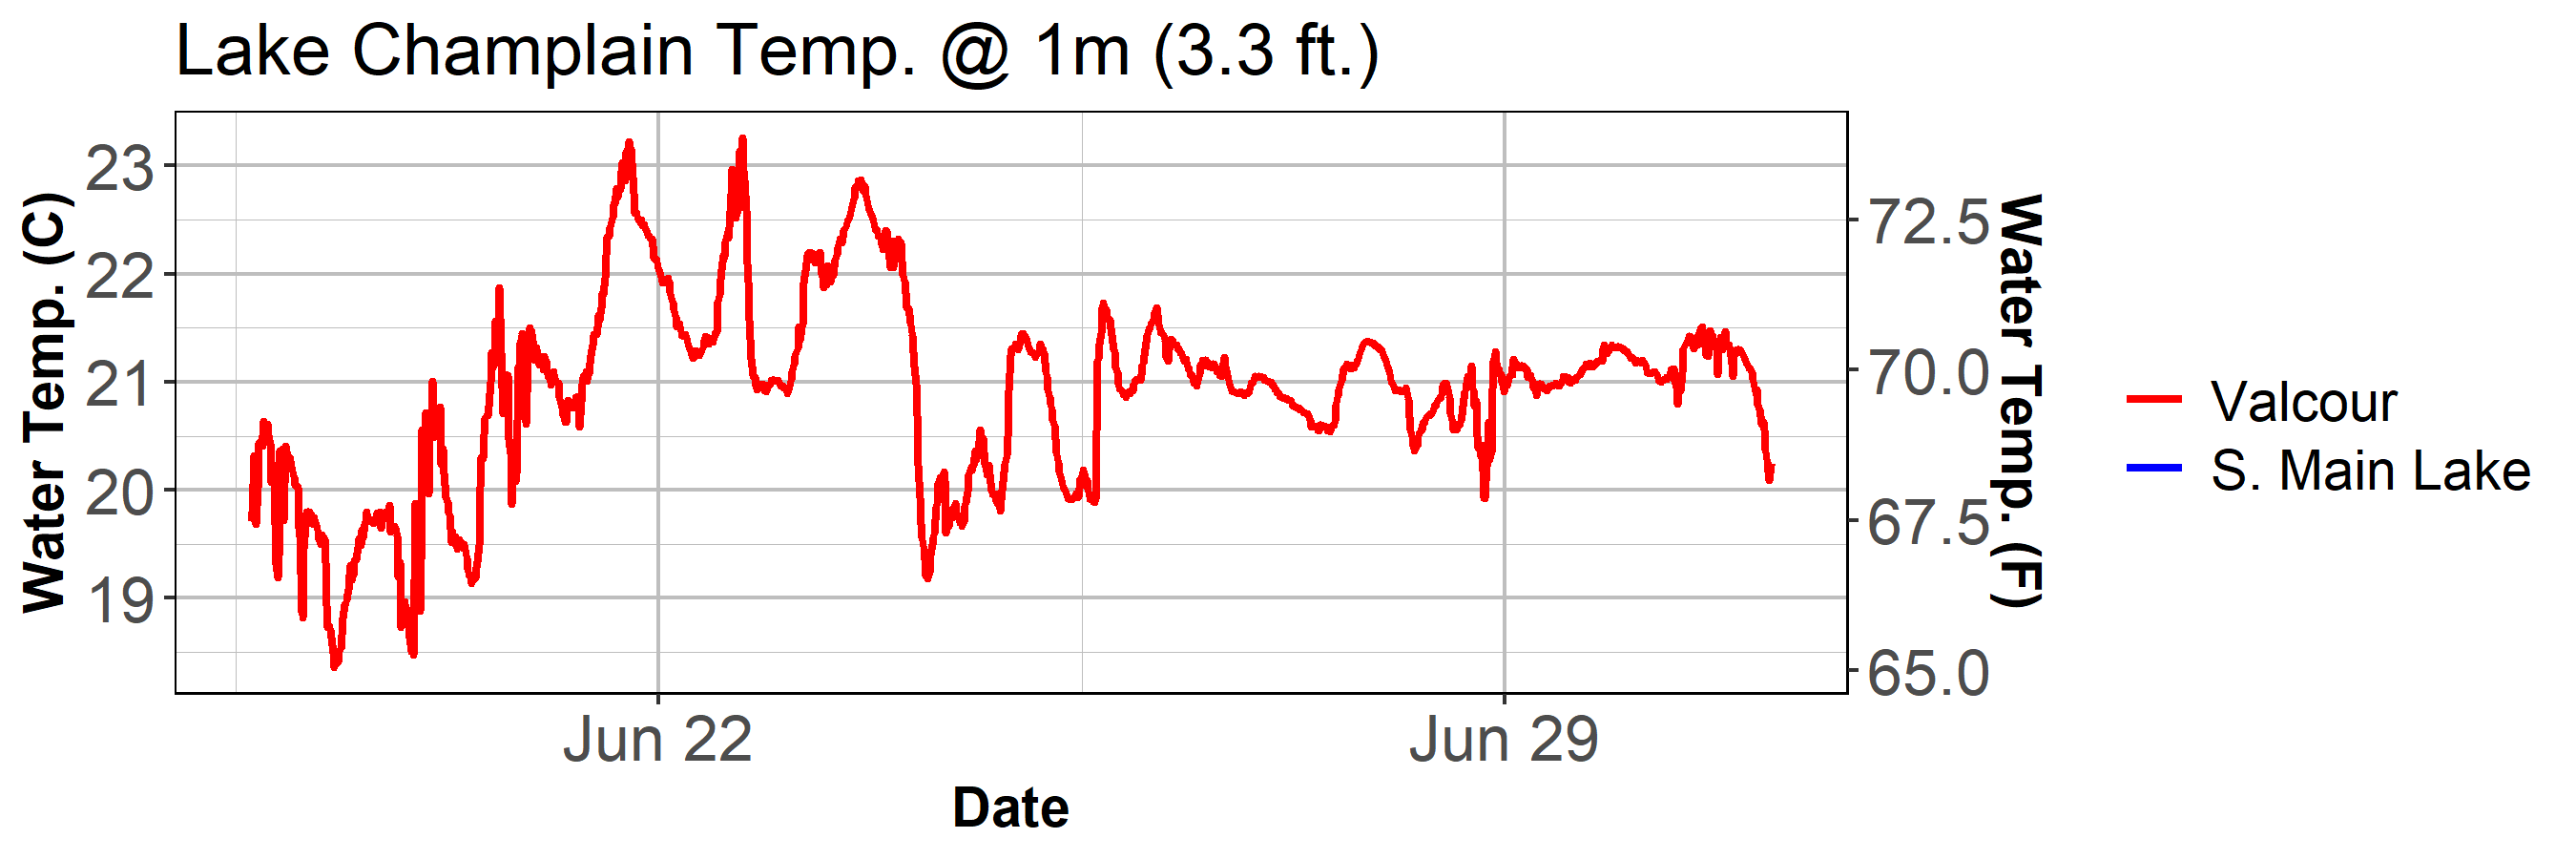 Lake Champlain Temp. @ 1m (3.3 ft.)
Water Temp. (C)
23
22
21
20
19
72.5
70.0
67.5
65.0
Water Temp. (F)
Jun 22
Jun 29
Date
Valcour
S. Main Lake